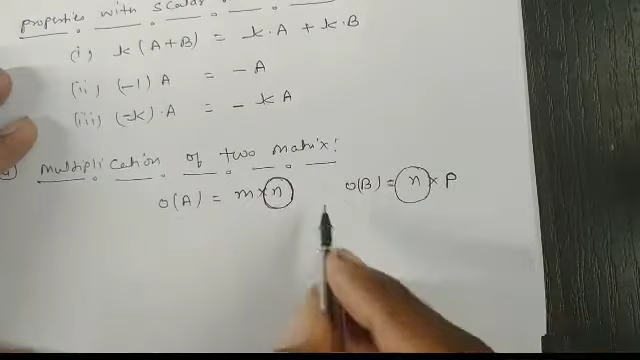 properties with scalar
(i) k(A+B) = k.A + k.B
(ii) (-1) A = - A
(iii) (-k).A = - kA
Multiplication of two matrix:
O(A) = m×n O(B) = n×p